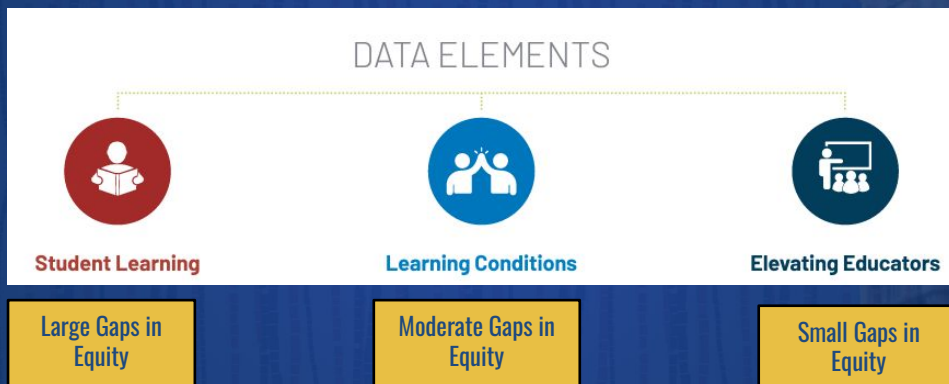 DATA ELEMENTS
Student Learning
Learning Conditions
Elevating Educators
Large Gaps in
Equity
Moderate Gaps in
Equity
Small Gaps in
Equity